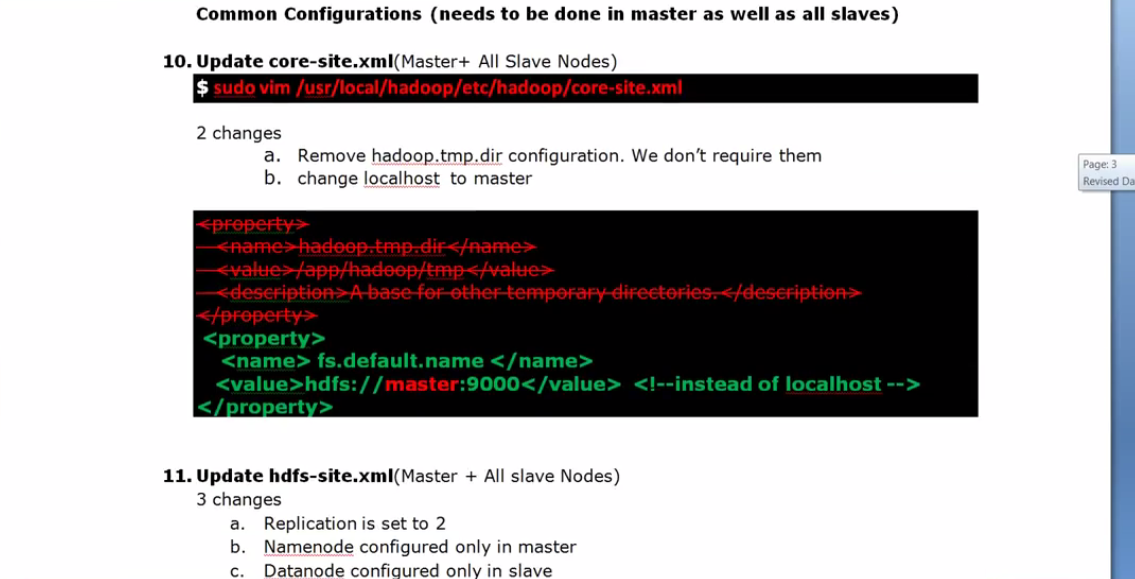 Common Configurations (needs to be done in master as well as all slaves)
10. Update core-site.xml(Master+ All Slave Nodes)
$ sudo vim /usr/local/hadoop/etc/hadoop/core-site.xml
2 changes
a. Remove hadoop.tmp.dir configuration. We don't require them
b. change localhost to master
<property>
<name>hadoop.tmp.dir</name>
<value>/app/hadoop/tmp</value>
<description>A base for other temporary directories.</description>
</property>
<property>
<name> fs.default.name </name>
<value>hdfs://master:9000</value> <!--instead of localhost -->
</property>
11. Update hdfs-site.xml(Master + All slave Nodes)
3 changes
a. Replication is set to 2
b. Namenode configured only in master
c. Datanode configured only in slave
Page: 3
Revised Da